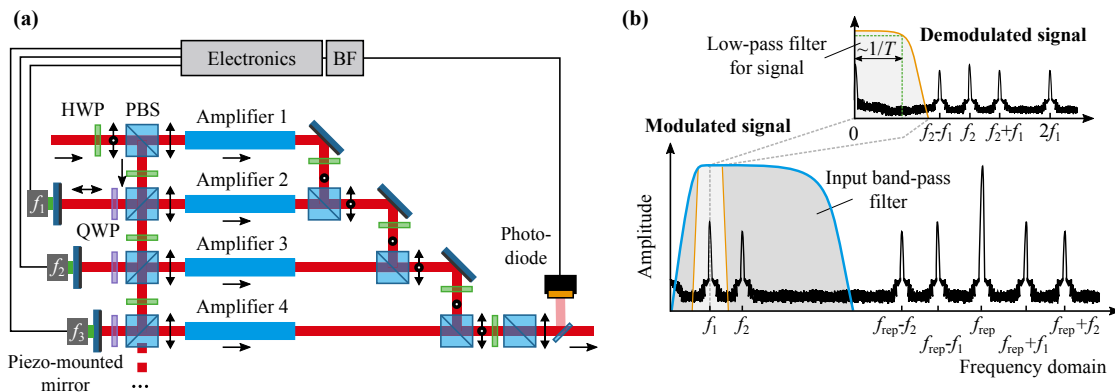 (a)
Electronics
BF
HWP
PBS
Amplifier 1
Amplifier 2
f1
QWP
Amplifier 3
f2
Photo-
diode
Amplifier 4
f3
Piezo-mounted
mirror
...
(b)
Low-pass filter
for signal
~1/T
Demodulated signal
0
f2-f1
f2
f2+f1
2f1
Modulated signal
Input band-pass
filter
Amplitude
f1
f2
frep-f2
frep-f1
frep
frep+f1
frep+f2
Frequency domain